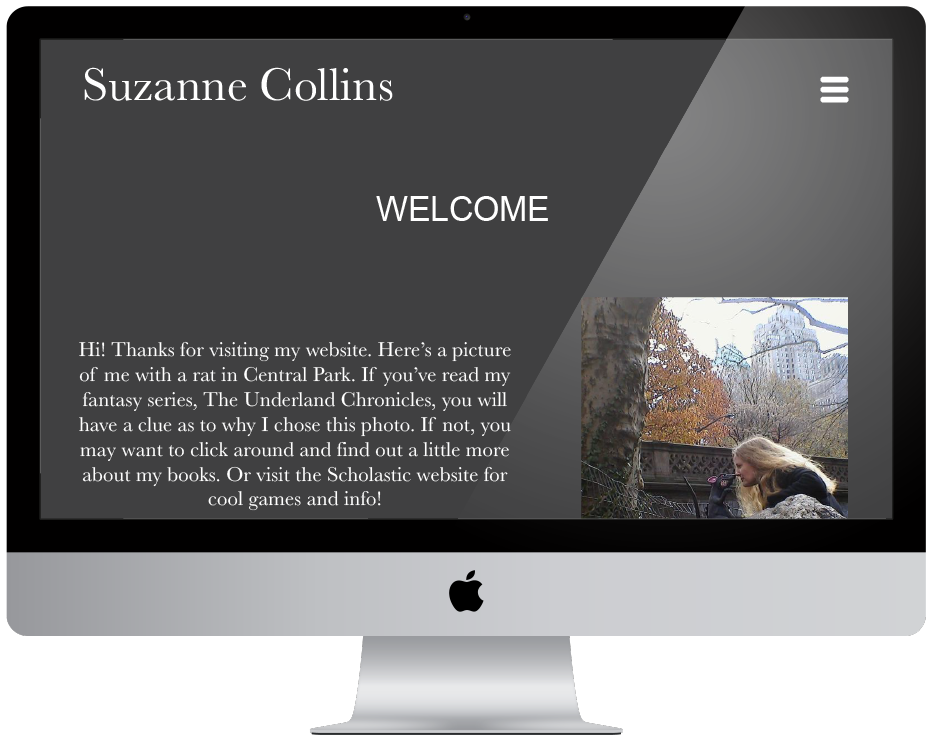 Suzanne Collins
WELCOME
Hi! Thanks for visiting my website. Here’s a picture
of me with a rat in Central Park. If you’ve read my
fantasy series, The Underland Chronicles, you will
have a clue as to why I chose this photo. If not, you
may want to click around and find out a little more
about my books. Or visit the Scholastic website for
cool games and info!